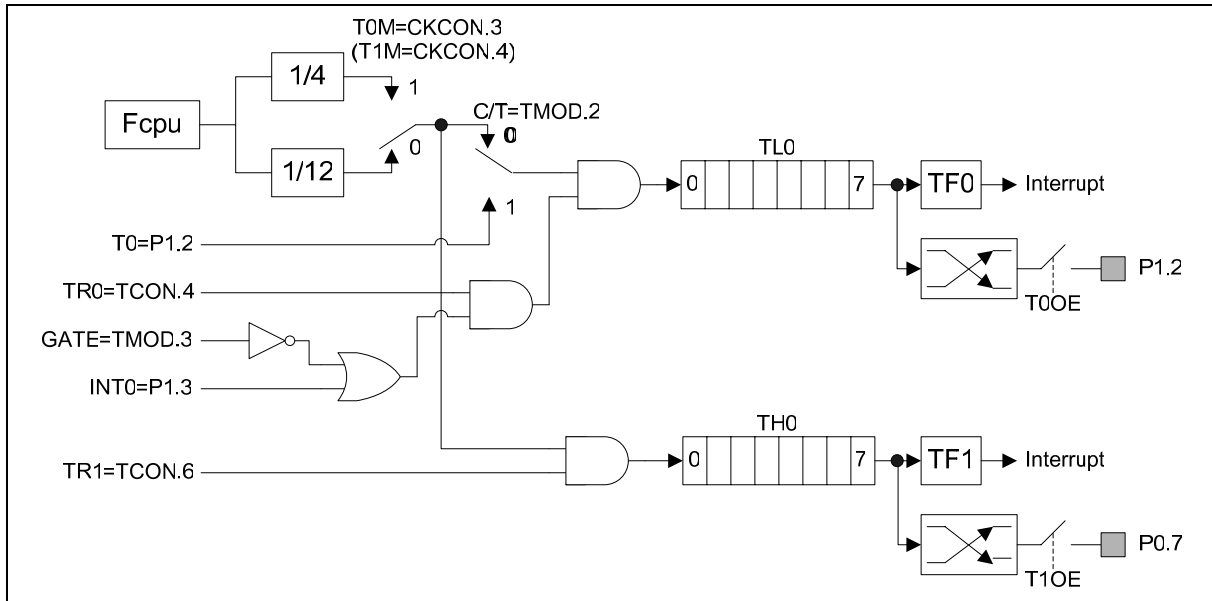 T0M=CKCON.3
(T1M=CKCON.4)
1/4
1
Fcpu
C/T=TMOD.2
0
0
1/12
TL0
0
7
TF0
Interrupt
1
T0=P1.2
P1.2
T0OE
TR0=TCON.4
GATE=TMOD.3
INT0=P1.3
TH0
0
7
TF1
Interrupt
TR1=TCON.6
P0.7
T1OE